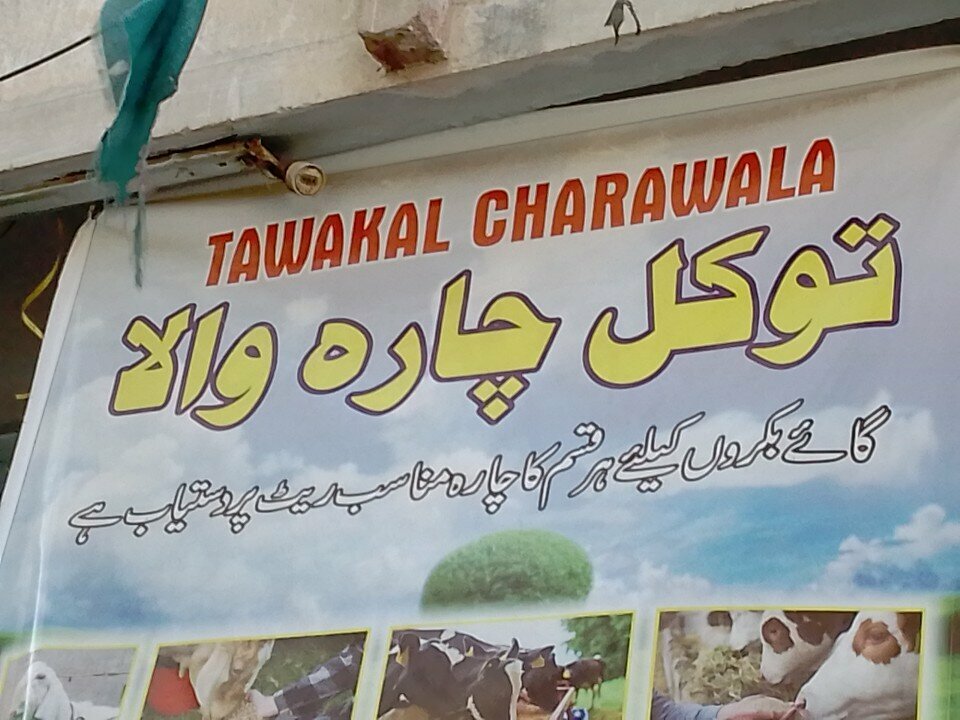 TAWAKAL CHARAWALA
توکل چارہ والا
گائے بکروں کیلئے ہر قسم کا چارہ مناسب ریٹ پر دستیاب ہے